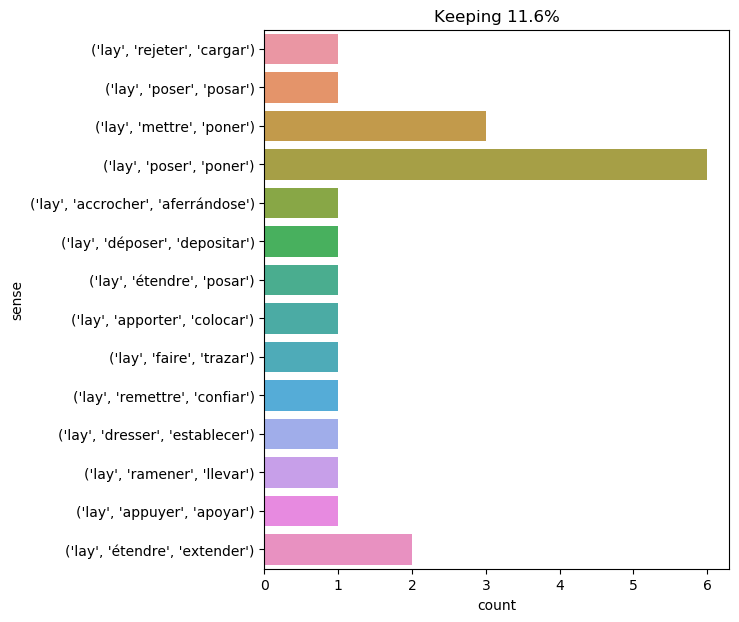 Keeping 11.6%
('lay', 'rejeter', 'cargar')
('lay', 'poser', 'posar')
('lay', 'mettre', 'poner')
('lay', 'poser', 'poner')
('lay', 'accrocher', 'aferrándose')
('lay', 'déposer', 'depositar')
('lay', 'étendre', 'posar')
('lay', 'apporter', 'colocar')
('lay', 'faire', 'trazar')
('lay', 'remettre', 'confiar')
('lay', 'dresser', 'establecer')
('lay', 'ramener', 'llevar')
('lay', 'appuyer', 'apoyar')
('lay', 'étendre', 'extender')
sense
0 1 2 3 4 5 6
count